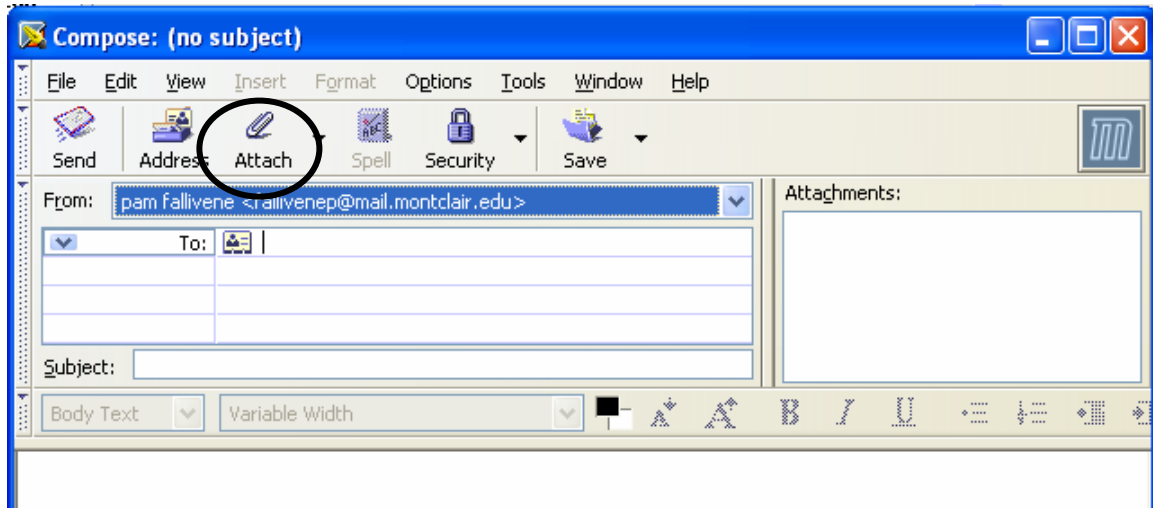 Compose: (no subject)
File Edit View Insert Format Options Tools Window Help
Send Address Attach Spell Security Save
From: pam fallivene <fallivenep@mail.montclair.edu> Attachments:
To:
Subject:
Body Text Variable Width A A B I U